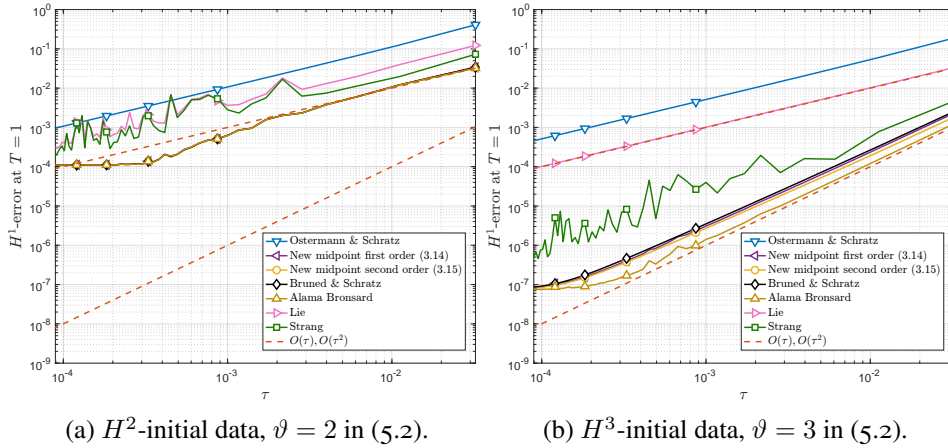 10^0
10^-1
10^-2
10^-3
10^-4
10^-5
10^-6
10^-7
10^-8
10^-9
H^1-error at T = 1
Ostermann & Schratz
New midpoint first order (3.14)
New midpoint second order (3.15)
Bruned & Schratz
Alama Bronsard
Lie
Strang
O(τ), O(τ^2)
10^-4 10^-3 10^-2
τ
(a) H^2-initial data, ϑ = 2 in (5.2).
10^0
10^-1
10^-2
10^-3
10^-4
10^-5
10^-6
10^-7
10^-8
10^-9
H^1-error at T = 1
Ostermann & Schratz
New midpoint first order (3.14)
New midpoint second order (3.15)
Bruned & Schratz
Alama Bronsard
Lie
Strang
O(τ), O(τ^2)
10^-4 10^-3 10^-2
τ
(b) H^3-initial data, ϑ = 3 in (5.2).